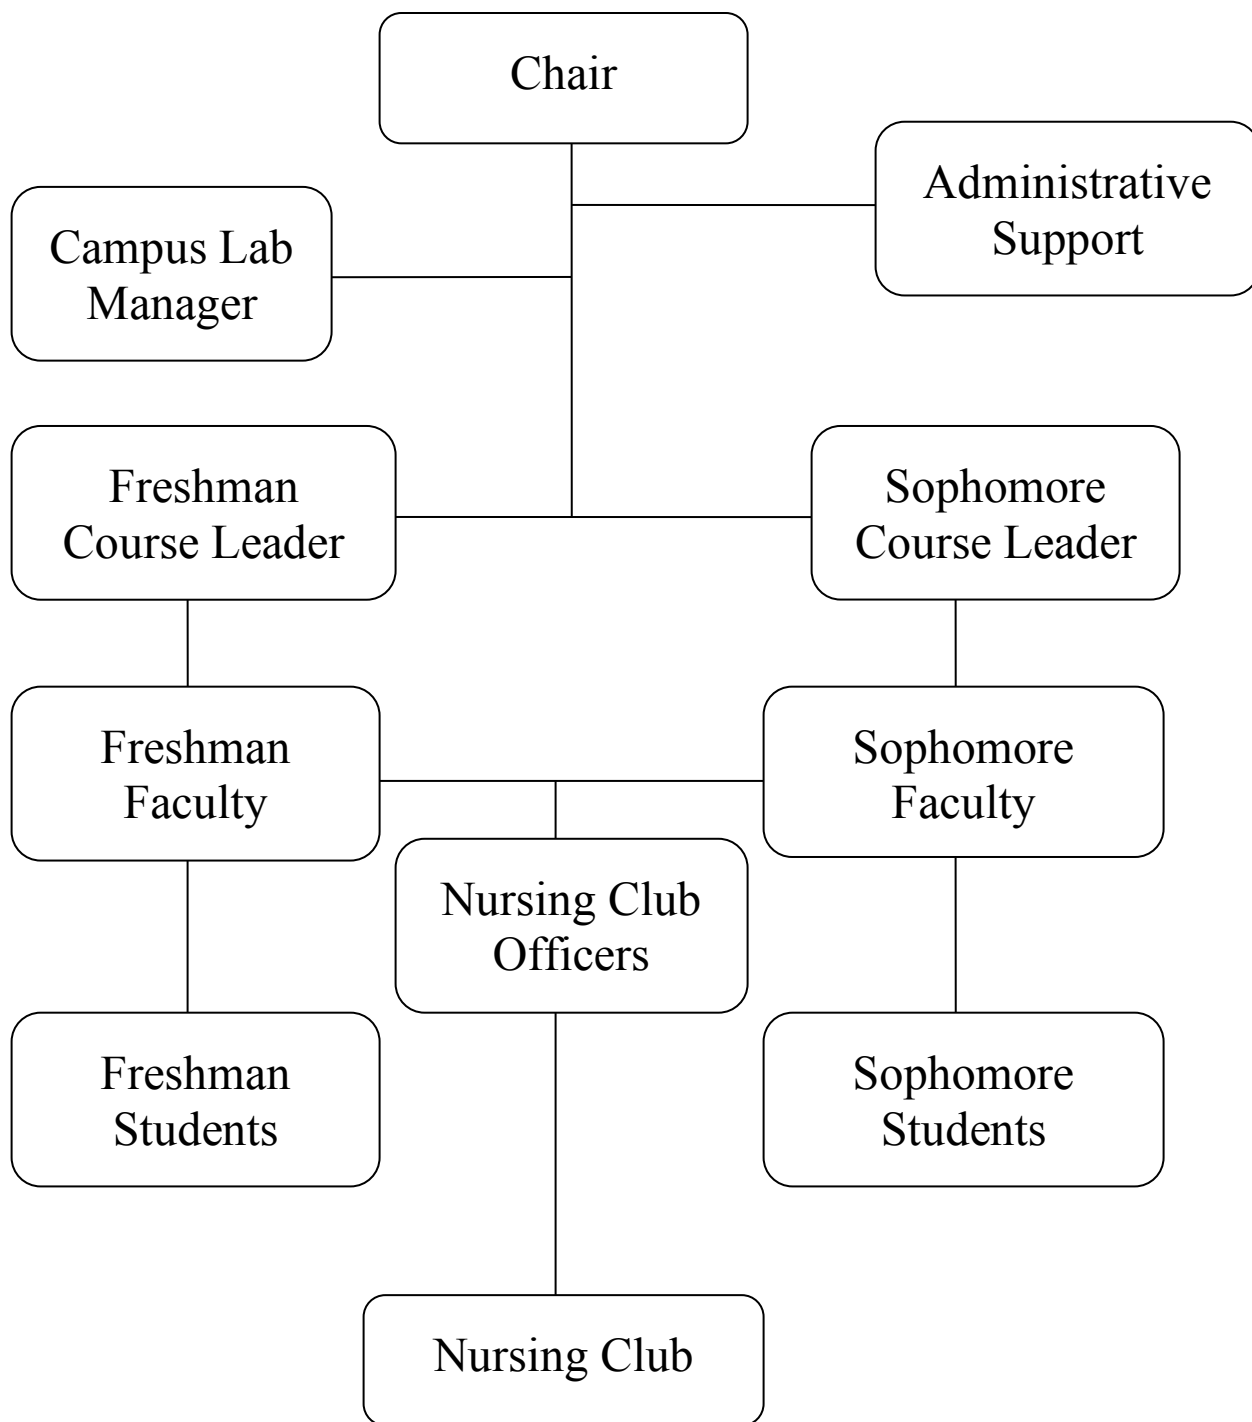 Chair
Administrative
Support
Campus Lab
Manager
Freshman
Course Leader
Sophomore
Course Leader
Freshman
Faculty
Sophomore
Faculty
Nursing Club
Officers
Freshman
Students
Sophomore
Students
Nursing Club